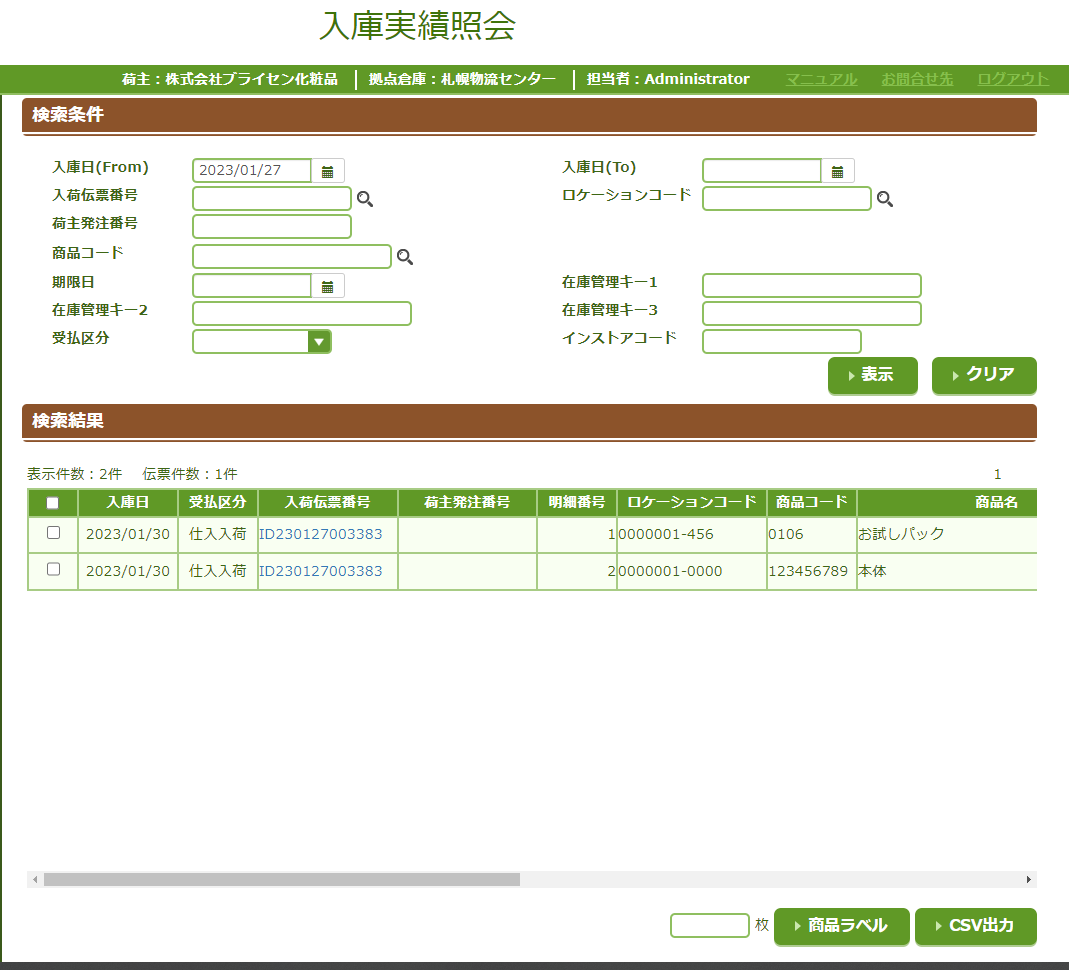 入庫実績照会
荷主：株式会社ブライセン化粧品 拠点倉庫：札幌物流センター 担当者：Administrator マニュアル お問合せ先 ログアウト
検索条件
入庫日(From) 2023/01/27 入庫日(To)
入荷伝票番号 ロケーションコード
荷主発注番号
商品コード
期限日 在庫管理キー1
在庫管理キー2 在庫管理キー3
受払区分 インストアコード
表示 クリア
検索結果
表示件数：2件 伝票件数：1件 1
入庫日 受払区分 入荷伝票番号 荷主発注番号 明細番号 ロケーションコード 商品コード 商品名
2023/01/30 仕入入荷 ID230127003383 1 0000001-456 0106 お試しパック
2023/01/30 仕入入荷 ID230127003383 2 0000001-0000 123456789 本体
枚 商品ラベル CSV出力